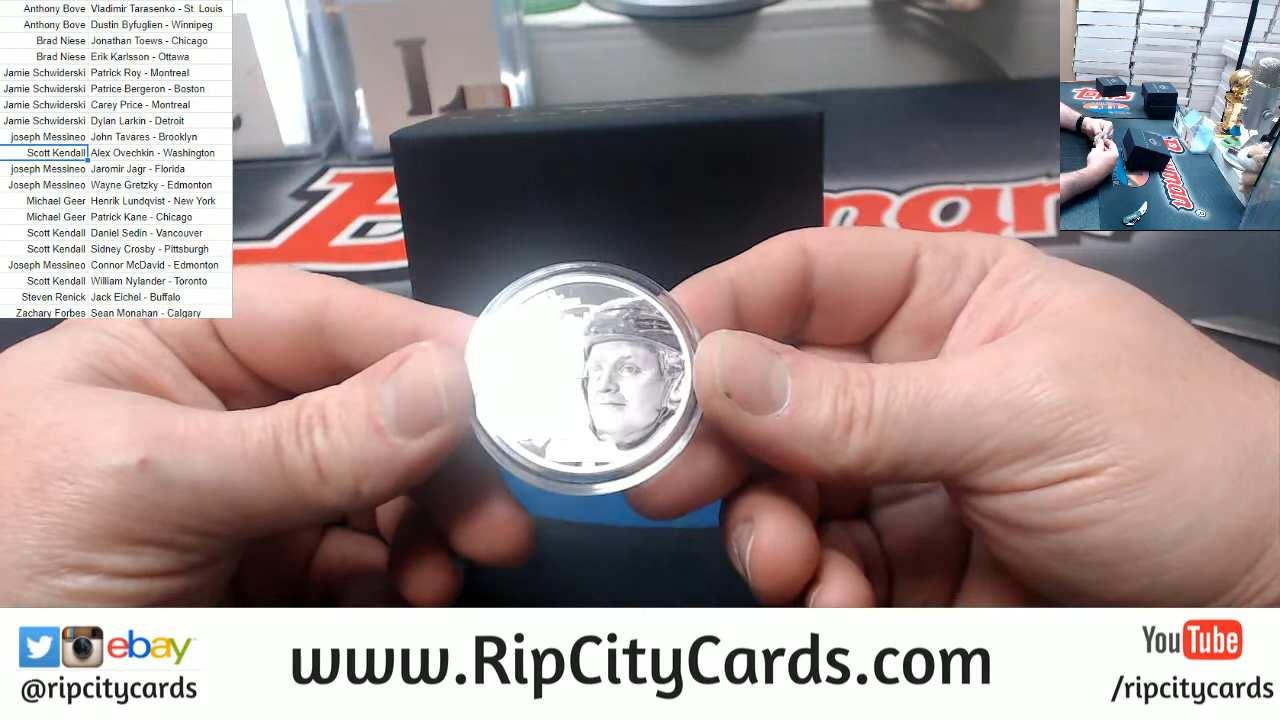 Anthony Bove Vladimir Tarasenko - St. Louis
Anthony Bove Dustin Byfuglien - Winnipeg
Brad Niese Jonathan Toews - Chicago
Brad Niese Erik Karlsson - Ottawa
Jamie Schwiderski Patrick Roy - Montreal
Jamie Schwiderski Patrice Bergeron - Boston
Jamie Schwiderski Carey Price - Montreal
Jamie Schwiderski Dylan Larkin - Detroit
joseph Messineo John Tavares - Brooklyn
Scott Kendall Alex Ovechkin - Washington
joseph Messineo Jaromir Jagr - Florida
Joseph Messineo Wayne Gretzky - Edmonton
Michael Geer Henrik Lundqvist - New York
Michael Geer Patrick Kane - Chicago
Scott Kendall Daniel Sedin - Vancouver
Scott Kendall Sidney Crosby - Pittsburgh
Joseph Messineo Connor McDavid - Edmonton
Scott Kendall William Nylander - Toronto
Steven Renick Jack Eichel - Buffalo
Zachary Forbes Sean Monahan - Calgary
ebay
@ripcitycards
www.RipCityCards.com
YouTube
/ripcitycards